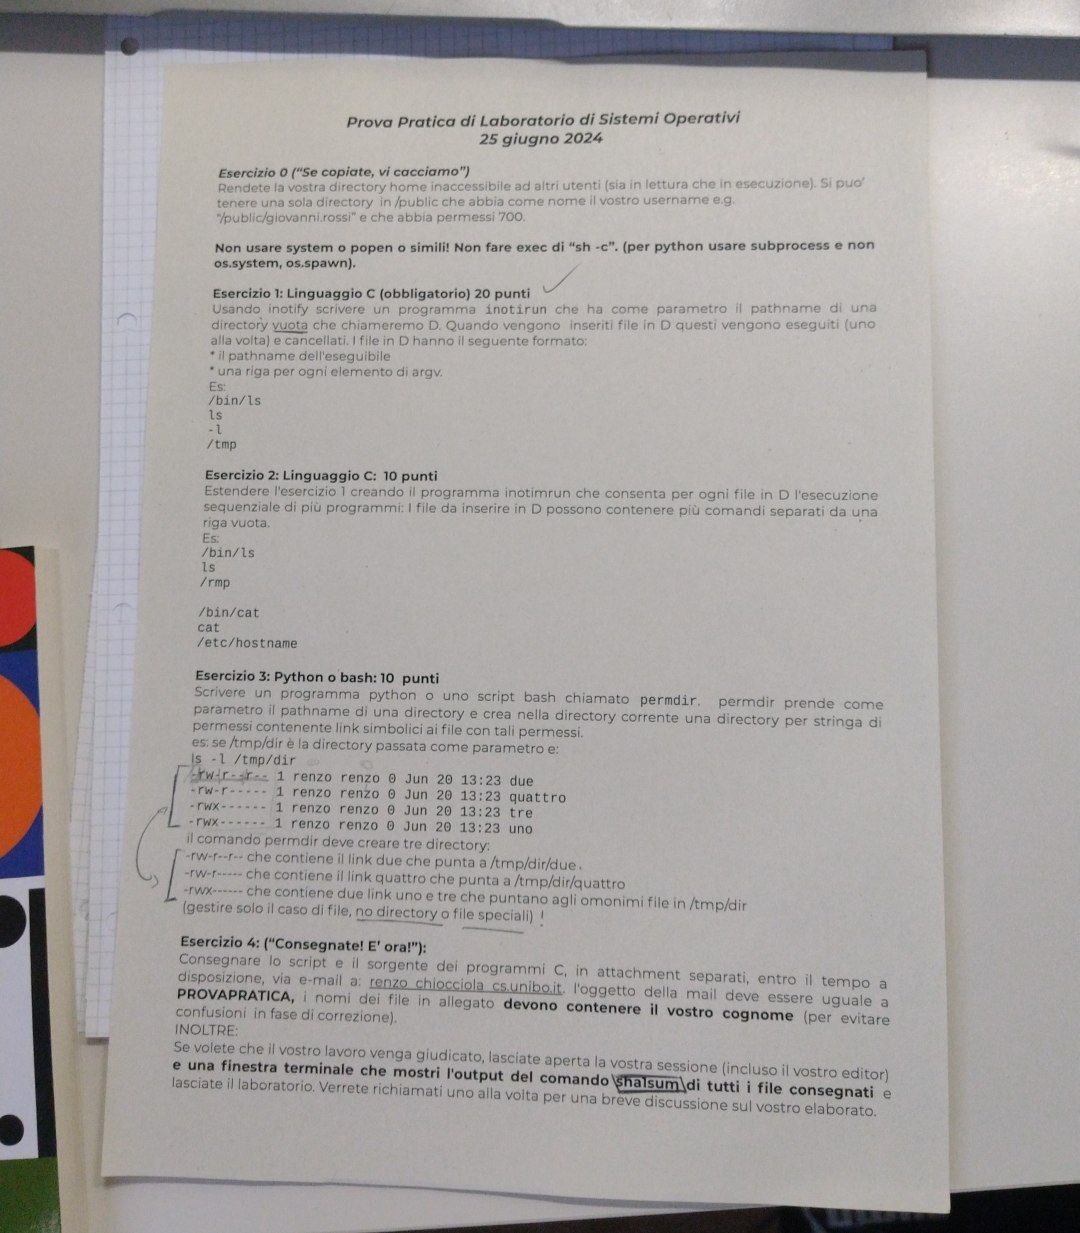 Prova Pratica di Laboratorio di Sistemi Operativi
25 giugno 2024
Esercizio 0 (“Se copiate, vi cacciamo”)
Rendete la vostra directory home inaccessibile ad altri utenti (sia in lettura che in esecuzione). Si puo’
tenere una sola directory in /public che abbia come nome il vostro username e.g.
“/public/giovanni.rossi” e che abbia permessi 700.
Non usare system o popen o simili! Non fare exec di “sh -c”. (per python usare subprocess e non
os.system, os.spawn).
Esercizio 1: Linguaggio C (obbligatorio) 20 punti
Usando inotify scrivere un programma inotirun che ha come parametro il pathname di una
directory vuota che chiameremo D. Quando vengono inseriti file in D questi vengono eseguiti (uno
alla volta) e cancellati. I file in D hanno il seguente formato:
* il pathname dell'eseguibile
* una riga per ogni elemento di argv.
Es:
/bin/ls
ls
-l
/tmp
Esercizio 2: Linguaggio C: 10 punti
Estendere l'esercizio 1 creando il programma inotimrun che consenta per ogni file in D l'esecuzione
sequenziale di più programmi: I file da inserire in D possono contenere più comandi separati da una
riga vuota.
Es:
/bin/ls
ls
/rmp
/bin/cat
cat
/etc/hostname
Esercizio 3: Python o bash: 10 punti
Scrivere un programma python o uno script bash chiamato permdir. permdir prende come
parametro il pathname di una directory e crea nella directory corrente una directory per stringa di
permessi contenente link simbolici ai file con tali permessi.
es: se /tmp/dir è la directory passata come parametro e:
ls -l /tmp/dir
-rw-r--r-- 1 renzo renzo 0 Jun 20 13:23 due
-rw-r----- 1 renzo renzo 0 Jun 20 13:23 quattro
-rwx------ 1 renzo renzo 0 Jun 20 13:23 tre
-rwx------ 1 renzo renzo 0 Jun 20 13:23 uno
il comando permdir deve creare tre directory:
-rw-r--r-- che contiene il link due che punta a /tmp/dir/due .
-rw-r----- che contiene il link quattro che punta a /tmp/dir/quattro
-rwx------ che contiene due link uno e tre che puntano agli omonimi file in /tmp/dir
(gestire solo il caso di file, no directory o file speciali) !
Esercizio 4: (“Consegnate! E' ora!”):
Consegnare lo script e il sorgente dei programmi C, in attachment separati, entro il tempo a
disposizione, via e-mail a: renzo chiocciola cs.unibo.it. l'oggetto della mail deve essere uguale a
PROVAPRATICA, i nomi dei file in allegato devono contenere il vostro cognome (per evitare
confusioni in fase di correzione).
INOLTRE:
Se volete che il vostro lavoro venga giudicato, lasciate aperta la vostra sessione (incluso il vostro editor)
e una finestra terminale che mostri l'output del comando sha1sum di tutti i file consegnati e
lasciate il laboratorio. Verrete richiamati uno alla volta per una breve discussione sul vostro elaborato.